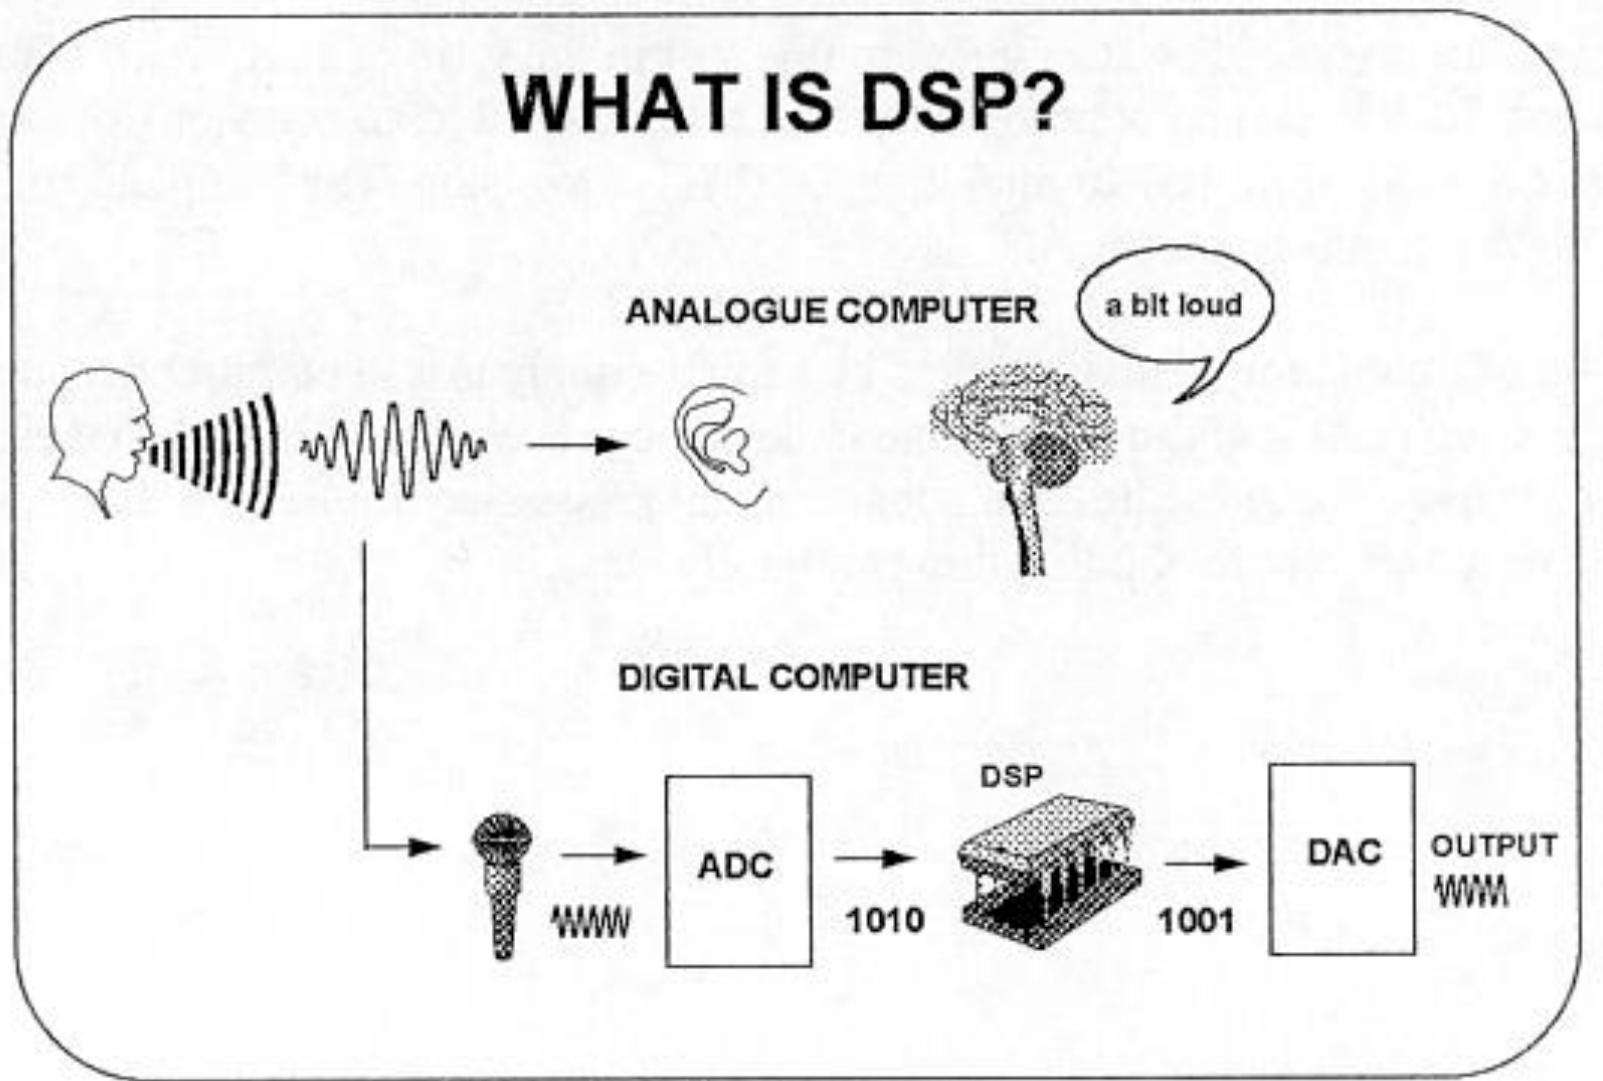 WHAT IS DSP?
ANALOGUE COMPUTER
a bit loud
DIGITAL COMPUTER
DSP
ADC
DAC
OUTPUT
1010
1001